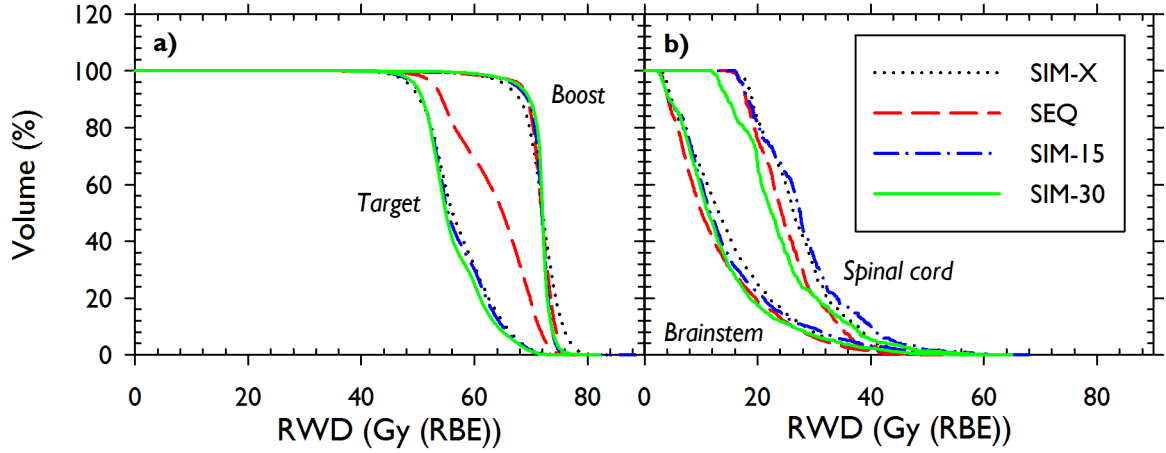 120
100
80
60
40
20
0
Volume (%)
a)
Boost
Target
0
20
40
60
80
RWD (Gy (RBE))
b)
SIM-X
SEQ
SIM-15
SIM-30
Spinal cord
Brainstem
0
20
40
60
80
RWD (Gy (RBE))